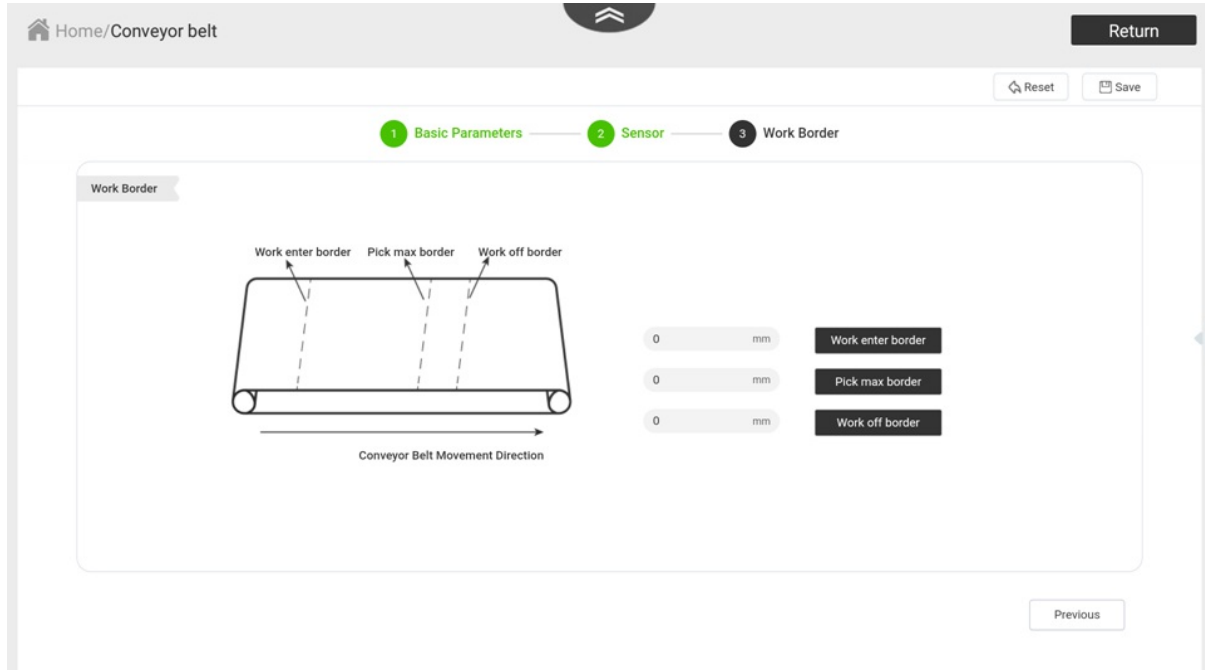 Home/Conveyor belt
Return
Reset
Save
1 Basic Parameters
2 Sensor
3 Work Border
Work Border
Work enter border
Pick max border
Work off border
0 mm
Work enter border
0 mm
Pick max border
0 mm
Work off border
Conveyor Belt Movement Direction
Previous